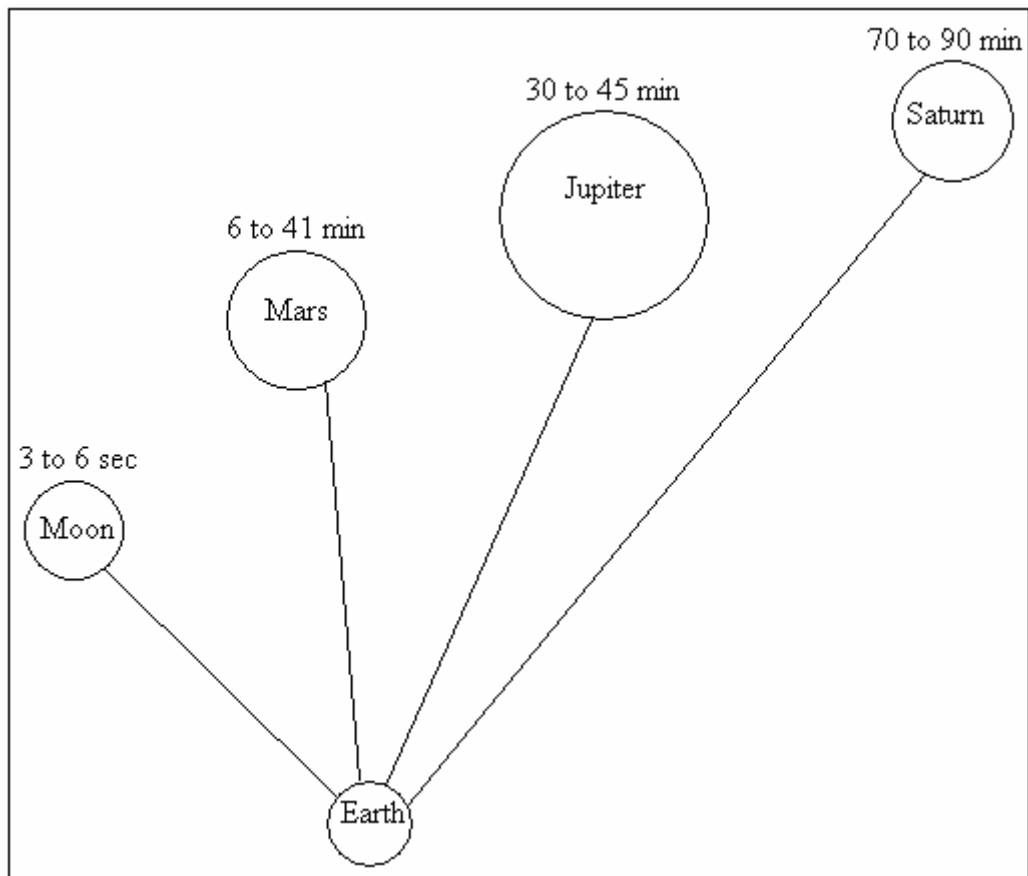 70 to 90 min
Saturn
30 to 45 min
Jupiter
6 to 41 min
Mars
3 to 6 sec
Moon
Earth